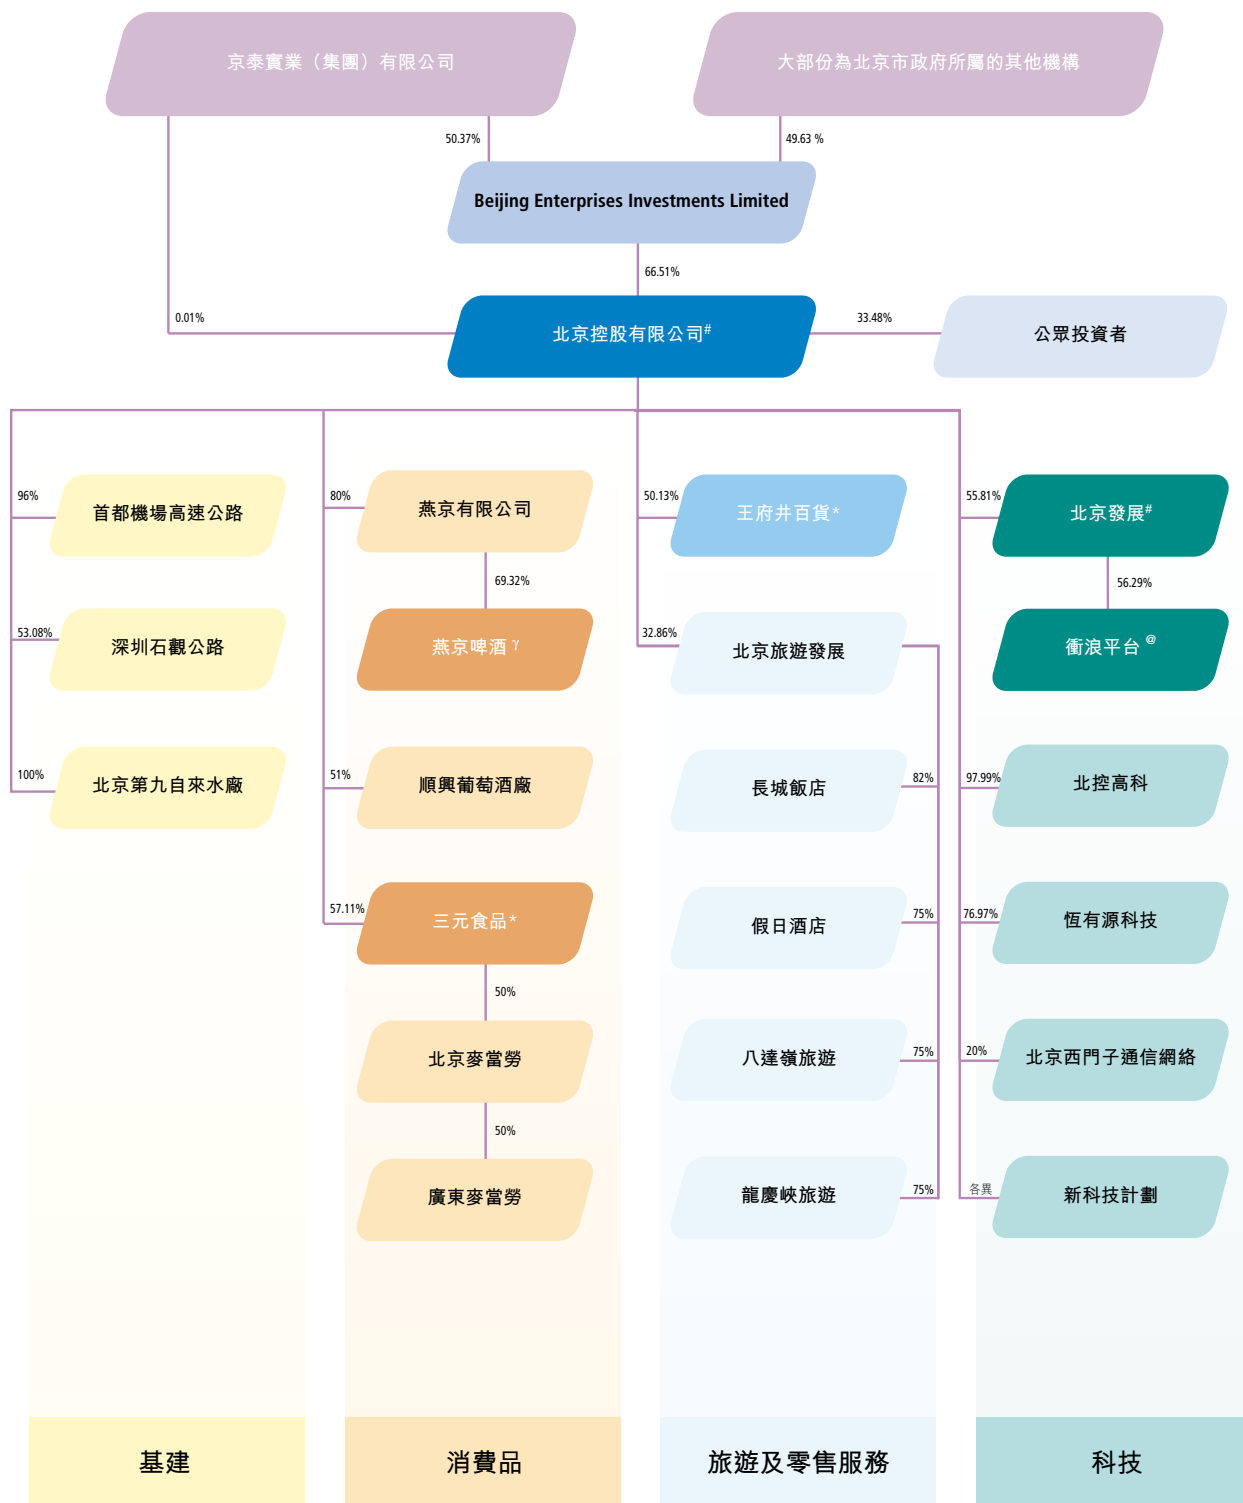 京泰實業（集團）有限公司
大部份為北京市政府所屬的其他機構
50.37%
49.63 %
Beijing Enterprises Investments Limited
66.51%
0.01%
北京控股有限公司#
33.48%
公眾投資者
96%
首都機場高速公路
53.08%
深圳石觀公路
100%
北京第九自來水廠
80%
燕京有限公司
69.32%
燕京啤酒 γ
51%
順興葡萄酒廠
57.11%
三元食品*
50%
北京麥當勞
50%
廣東麥當勞
50.13%
王府井百貨*
32.86%
北京旅遊發展
長城飯店
82%
假日酒店
75%
八達嶺旅遊
75%
龍慶峽旅遊
75%
55.81%
北京發展#
56.29%
衝浪平台 @
97.99%
北控高科
76.97%
恆有源科技
20%
北京西門子通信網絡
各異
新科技計劃
基建
消費品
旅遊及零售服務
科技